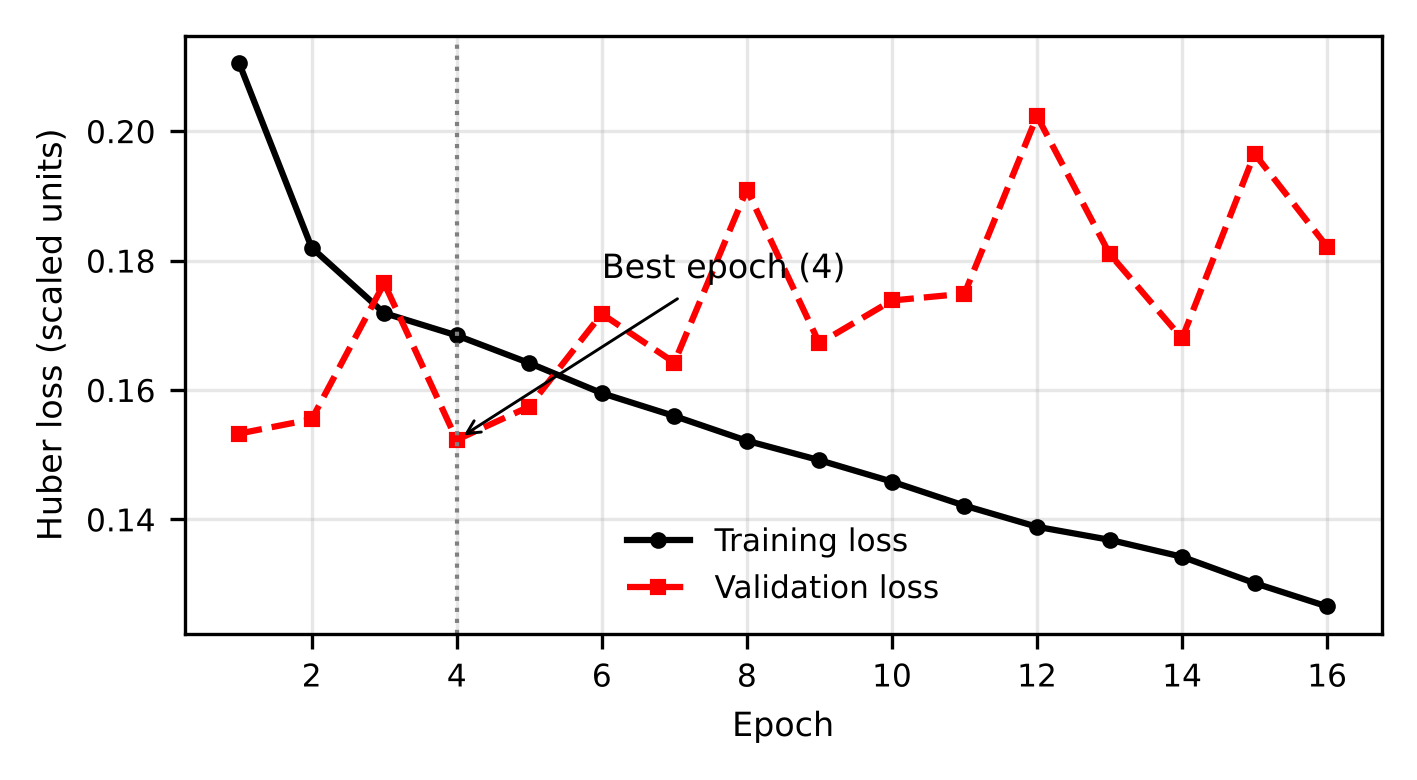 0.20
0.18
0.16
0.14
Huber loss (scaled units)
Best epoch (4)
Training loss
Validation loss
2 4 6 8 10 12 14 16
Epoch